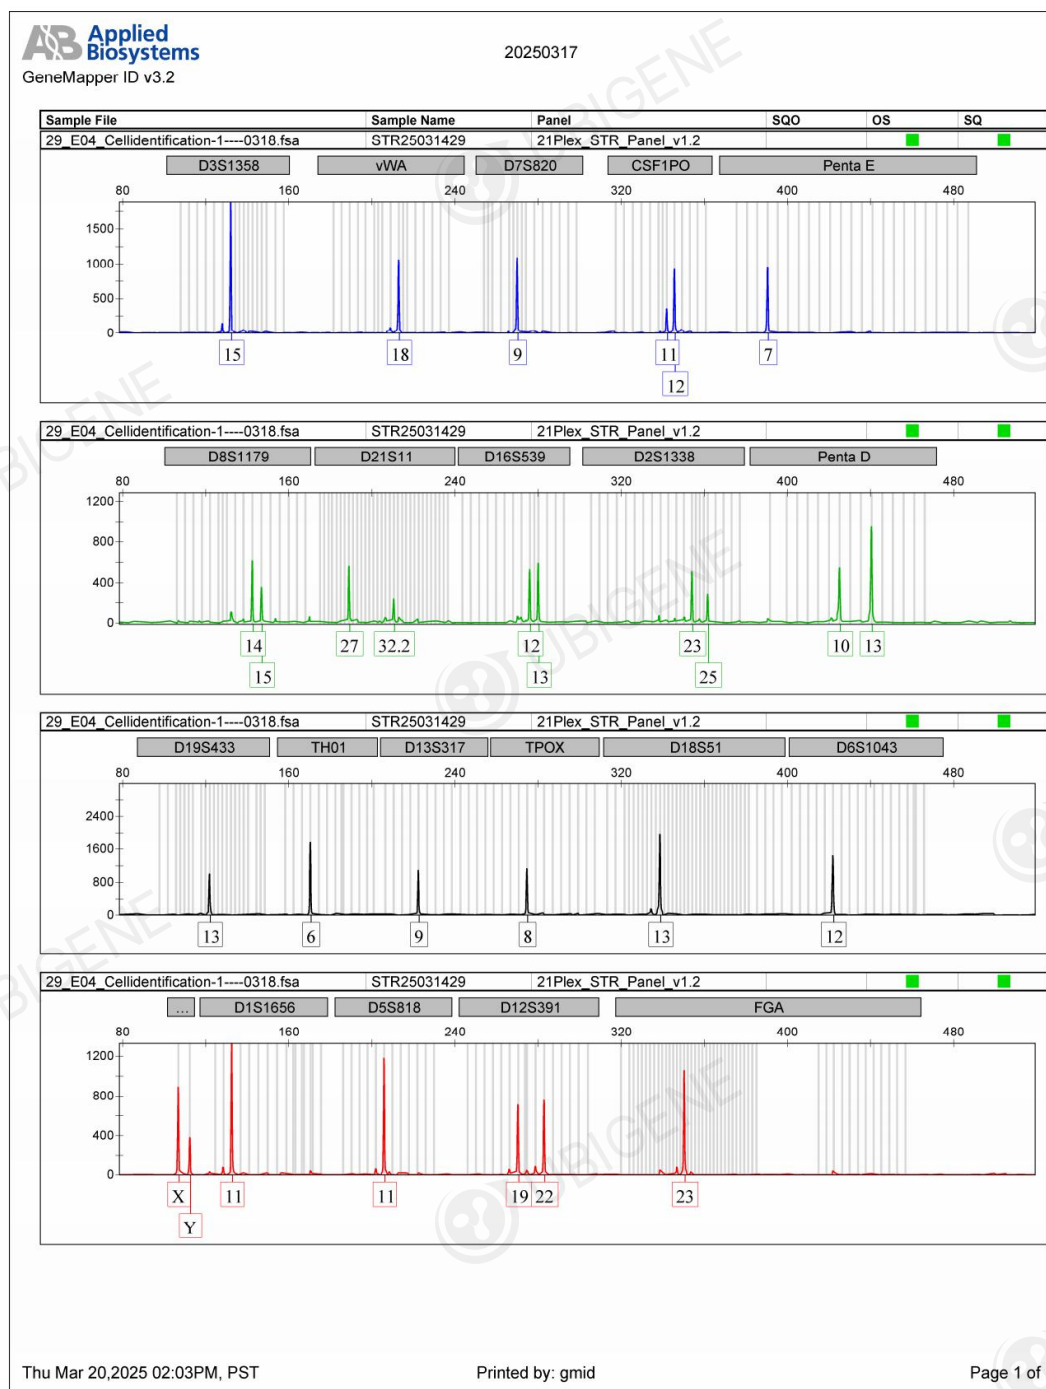 AB Applied Biosystems
20250317
GeneMapper ID v3.2
Sample File Sample Name Panel SQO OS SQ
29_E04_Cellidentification-1----0318.fsa STR25031429 21Plex_STR_Panel_v1.2
D3S1358 vWA D7S820 CSF1PO Penta E
80 160 240 320 400 480
1500
1000
500
0
15 18 9 11 7
12
29_E04_Cellidentification-1----0318.fsa STR25031429 21Plex_STR_Panel_v1.2
D8S1179 D21S11 D16S539 D2S1338 Penta D
80 160 240 320 400 480
1200
800
400
0
14 27 32.2 12 23 10 13
15 13 25
29_E04_Cellidentification-1----0318.fsa STR25031429 21Plex_STR_Panel_v1.2
D19S433 TH01 D13S317 TPOX D18S51 D6S1043
80 160 240 320 400 480
2400
1600
800
0
13 6 9 8 13 12
29_E04_Cellidentification-1----0318.fsa STR25031429 21Plex_STR_Panel_v1.2
... D1S1656 D5S818 D12S391 FGA
80 160 240 320 400 480
1200
800
400
0
X 11 11 19 22 23
Y
Thu Mar 20,2025 02:03PM, PST Printed by: gmid Page 1 of
UBIGENE
UBIGENE
UBIGENE
UBIGENE
UBIGENE
UBIGENE